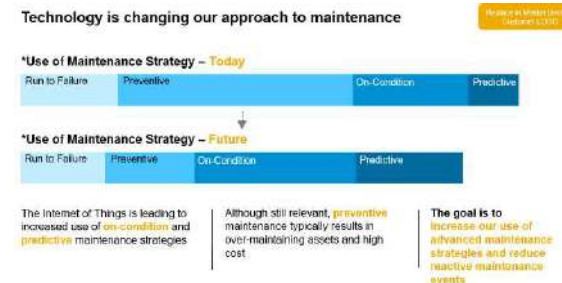 Technology is changing our approach to maintenance
*Use of Maintenance Strategy – Today
Run to Failure Preventive On-Condition Predictive
*Use of Maintenance Strategy – Future
Run to Failure Preventive On-Condition Predictive
The Internet of Things is leading to
increased use of on-condition and
predictive maintenance strategies
Although still relevant, preventive
maintenance typically results in
over-maintaining assets and high
cost
The goal is to
increase our use of
advanced maintenance
strategies and reduce
reactive maintenance
events